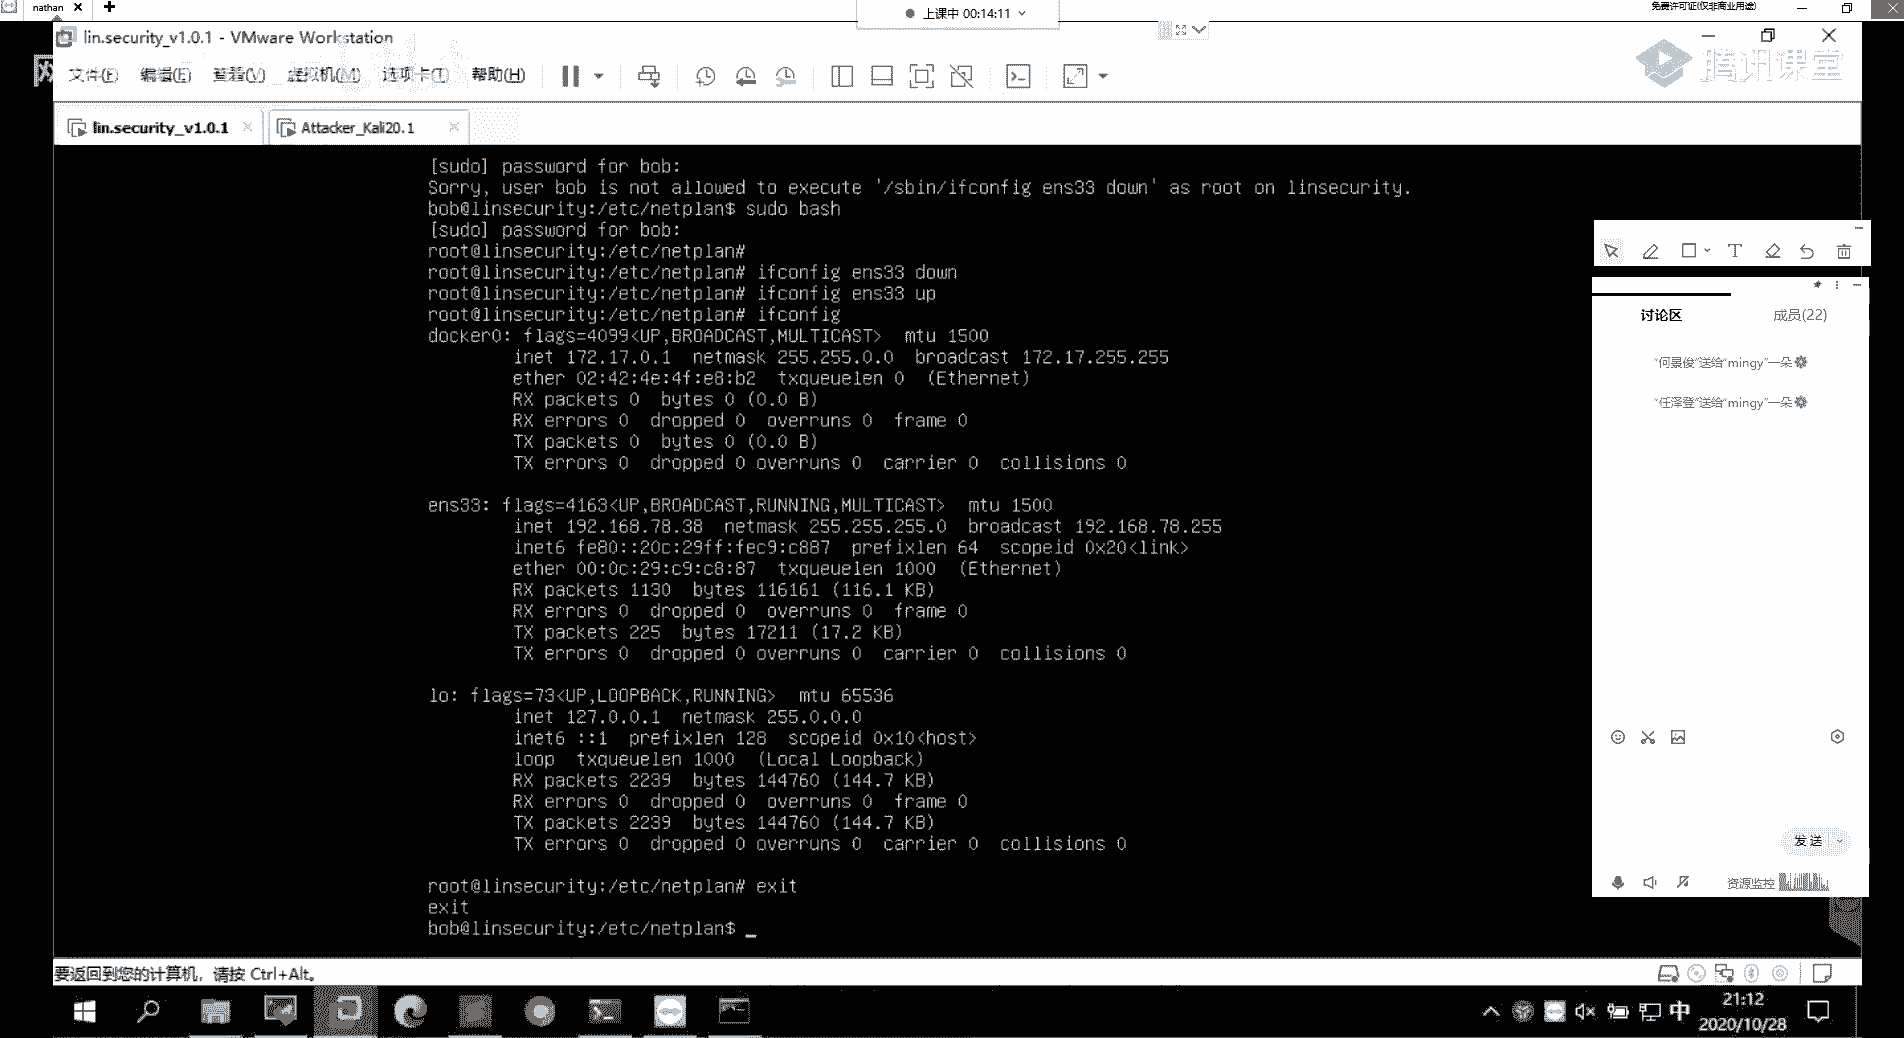 nathan
上课中 00:14:11
免费许可证(仅非商业用途)
lin.security_v1.0.1 - VMware Workstation
文件(F) 编辑(E) 查看(V) 虚拟机(M) 选项卡(T) 帮助(H)
腾讯课堂
lin.security_v1.0.1
Attacker_Kali20.1
[sudo] password for bob:
Sorry, user bob is not allowed to execute '/sbin/ifconfig ens33 down' as root on linsecurity.
bob@linsecurity:/etc/netplan$ sudo bash
[sudo] password for bob:
root@linsecurity:/etc/netplan#
root@linsecurity:/etc/netplan# ifconfig ens33 down
root@linsecurity:/etc/netplan# ifconfig ens33 up
root@linsecurity:/etc/netplan# ifconfig
docker0: flags=4099<UP,BROADCAST,MULTICAST>  mtu 1500
inet 172.17.0.1  netmask 255.255.0.0  broadcast 172.17.255.255
ether 02:42:4e:4f:e8:b2  txqueuelen 0  (Ethernet)
RX packets 0  bytes 0 (0.0 B)
RX errors 0  dropped 0  overruns 0  frame 0
TX packets 0  bytes 0 (0.0 B)
TX errors 0  dropped 0 overruns 0  carrier 0  collisions 0
ens33: flags=4163<UP,BROADCAST,RUNNING,MULTICAST>  mtu 1500
inet 192.168.78.38  netmask 255.255.255.0  broadcast 192.168.78.255
inet6 fe80::20c:29ff:fec9:c887  prefixlen 64  scopeid 0x20<link>
ether 00:0c:29:c9:c8:87  txqueuelen 1000  (Ethernet)
RX packets 1130  bytes 116161 (116.1 KB)
RX errors 0  dropped 0  overruns 0  frame 0
TX packets 225  bytes 17211 (17.2 KB)
TX errors 0  dropped 0 overruns 0  carrier 0  collisions 0
lo: flags=73<UP,LOOPBACK,RUNNING>  mtu 65536
inet 127.0.0.1  netmask 255.0.0.0
inet6 ::1  prefixlen 128  scopeid 0x10<host>
loop  txqueuelen 1000  (Local Loopback)
RX packets 2239  bytes 144760 (144.7 KB)
RX errors 0  dropped 0  overruns 0  frame 0
TX packets 2239  bytes 144760 (144.7 KB)
TX errors 0  dropped 0 overruns 0  carrier 0  collisions 0
root@linsecurity:/etc/netplan# exit
exit
bob@linsecurity:/etc/netplan$ _
讨论区 成员(22)
"何景俊"送给"mingy"一朵
"任泽登"送给"mingy"一朵
发送
资源监控
要返回到您的计算机，请按 Ctrl+Alt。
中
21:12
2020/10/28